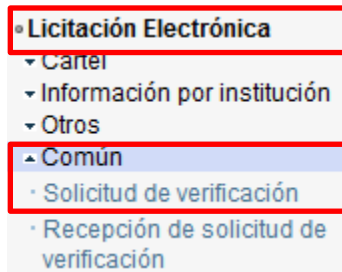 Licitación Electrónica
Cartel
Información por institución
Otros
Común
Solicitud de verificación
Recepción de solicitud de
verificación